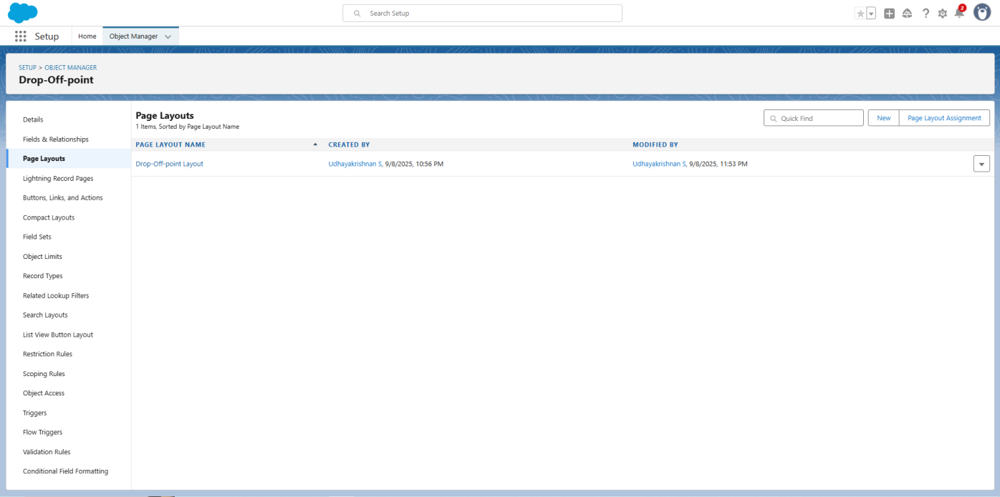 Search Setup
2
Setup
Home
Object Manager
SETUP > OBJECT MANAGER
Drop-Off-point
Details
Fields & Relationships
Page Layouts
Lightning Record Pages
Buttons, Links, and Actions
Compact Layouts
Field Sets
Object Limits
Record Types
Related Lookup Filters
Search Layouts
List View Button Layout
Restriction Rules
Scoping Rules
Object Access
Triggers
Flow Triggers
Validation Rules
Conditional Field Formatting
Page Layouts
1 Items, Sorted by Page Layout Name
Quick Find
New
Page Layout Assignment
PAGE LAYOUT NAME CREATED BY MODIFIED BY
Drop-Off-point Layout Udhayakrishnan S, 9/8/2025, 10:56 PM Udhayakrishnan S, 9/8/2025, 11:53 PM